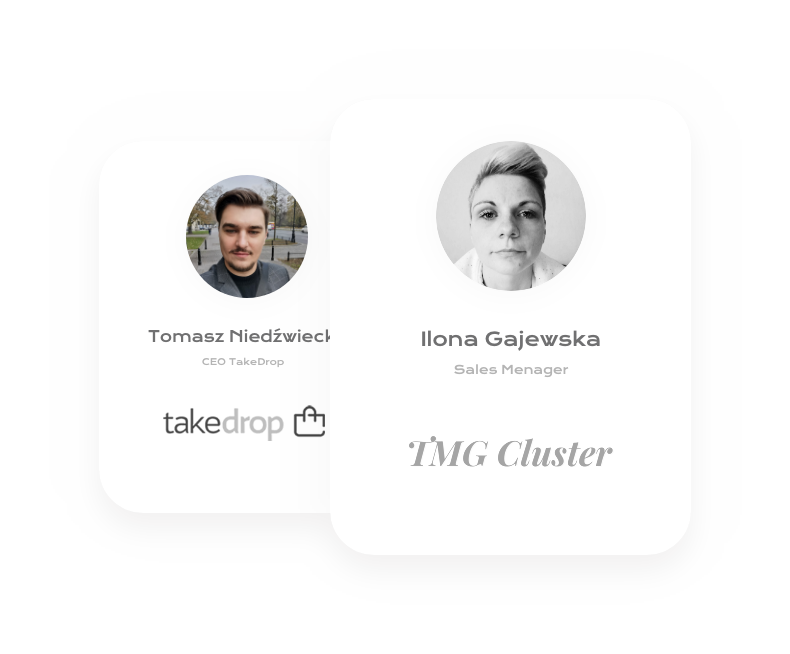 Tomasz Niedźwieck
CEO TakeDrop
takedrop
Ilona Gajewska
Sales Menager
TMG Cluster